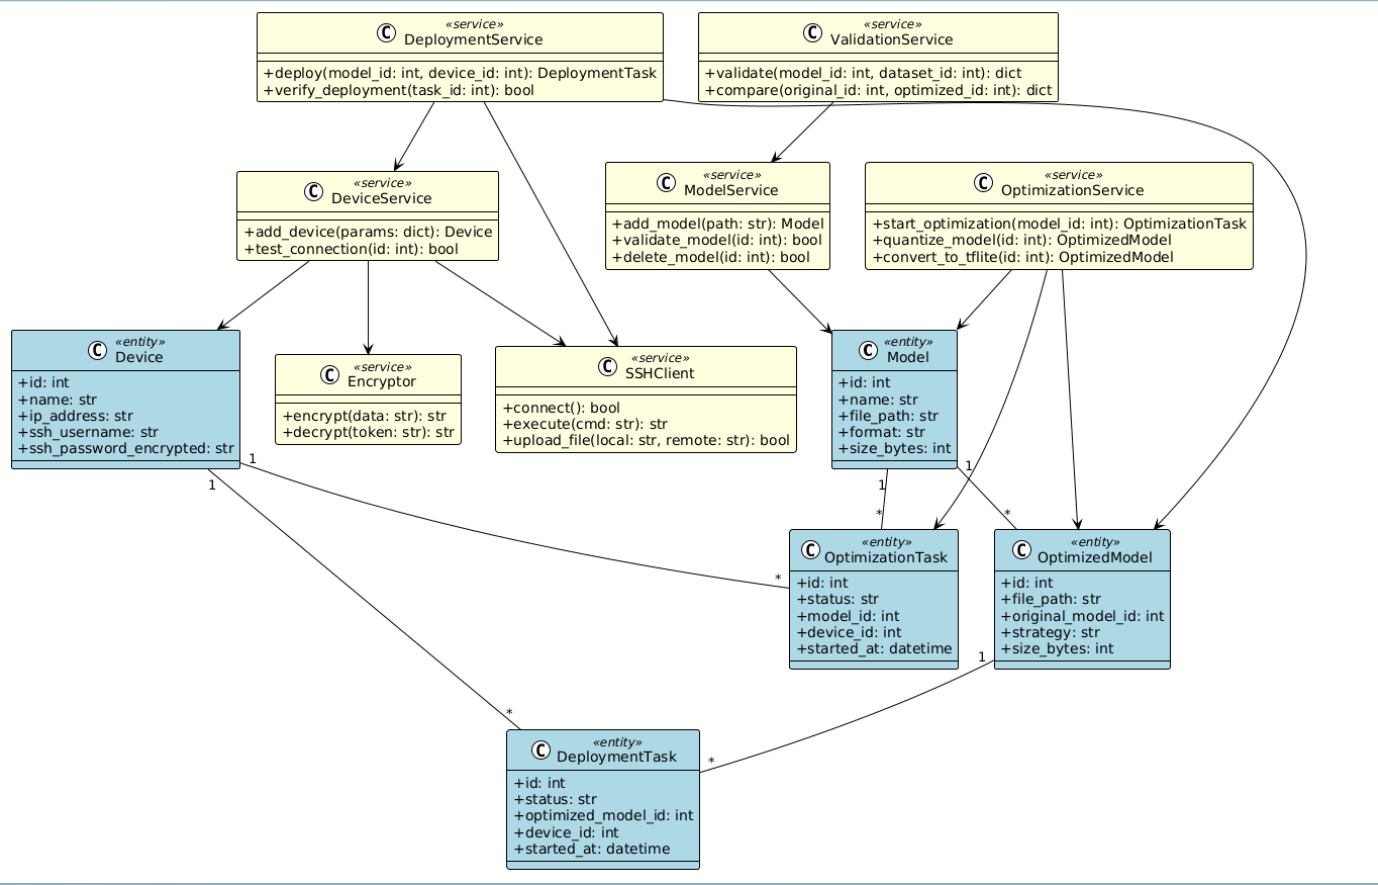 «service»
C DeploymentService
+deploy(model_id: int, device_id: int): DeploymentTask
+verify_deployment(task_id: int): bool
«service»
C ValidationService
+validate(model_id: int, dataset_id: int): dict
+compare(original_id: int, optimized_id: int): dict
«service»
C DeviceService
+add_device(params: dict): Device
+test_connection(id: int): bool
«service»
C ModelService
+add_model(path: str): Model
+validate_model(id: int): bool
+delete_model(id: int): bool
«service»
C OptimizationService
+start_optimization(model_id: int): OptimizationTask
+quantize_model(id: int): OptimizedModel
+convert_to_tflite(id: int): OptimizedModel
«entity»
C Device
+id: int
+name: str
+ip_address: str
+ssh_username: str
+ssh_password_encrypted: str
«service»
C Encryptor
+encrypt(data: str): str
+decrypt(token: str): str
«service»
C SSHClient
+connect(): bool
+execute(cmd: str): str
+upload_file(local: str, remote: str): bool
«entity»
C Model
+id: int
+name: str
+file_path: str
+format: str
+size_bytes: int
1
1
1
1
*
*
*
«entity»
C OptimizationTask
+id: int
+status: str
+model_id: int
+device_id: int
+started_at: datetime
«entity»
C OptimizedModel
+id: int
+file_path: str
+original_model_id: int
+strategy: str
+size_bytes: int
1
*
*
«entity»
C DeploymentTask
+id: int
+status: str
+optimized_model_id: int
+device_id: int
+started_at: datetime